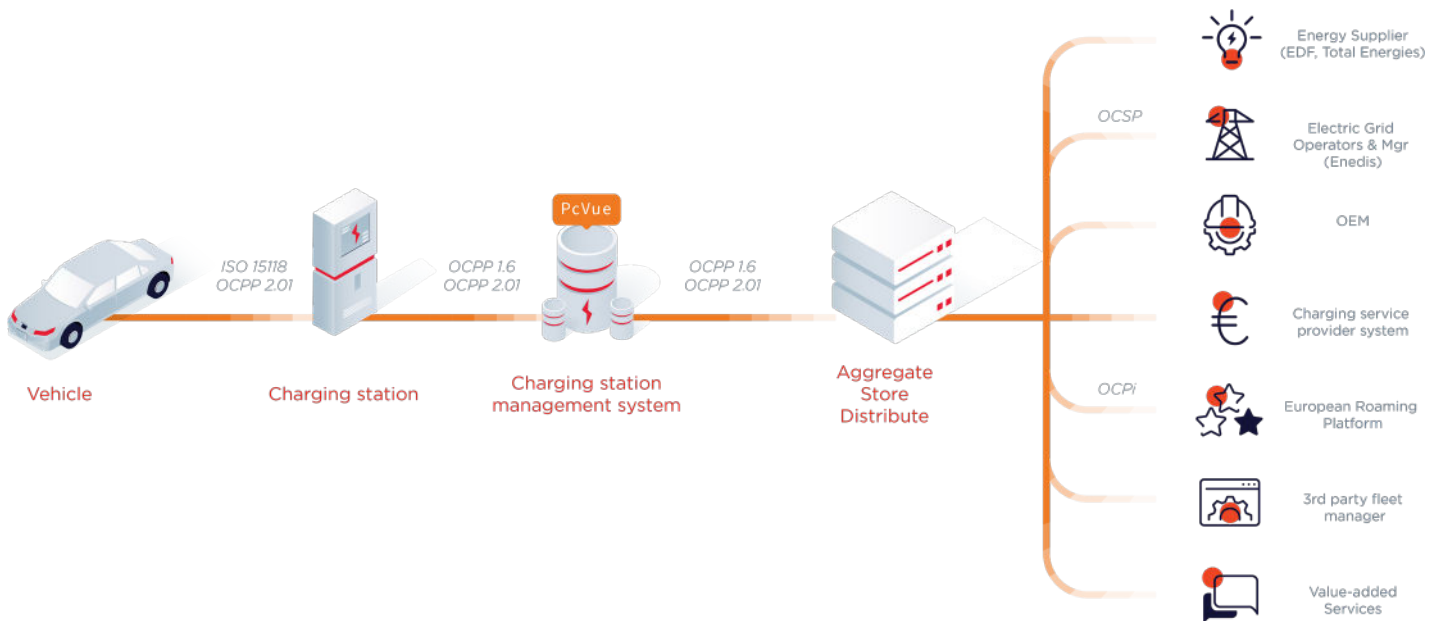 Energy Supplier
(EDF, Total Energies)
OCSP
Electric Grid
Operators & Mgr
(Enedis)
PcVue
OEM
ISO 15118
OCPP 2.01
OCPP 1.6
OCPP 2.01
OCPP 1.6
OCPP 2.01
Charging service
provider system
Vehicle
Charging station
Charging station
management system
Aggregate
Store
Distribute
OCPi
European Roaming
Platform
3rd party fleet
manager
Value-added
Services